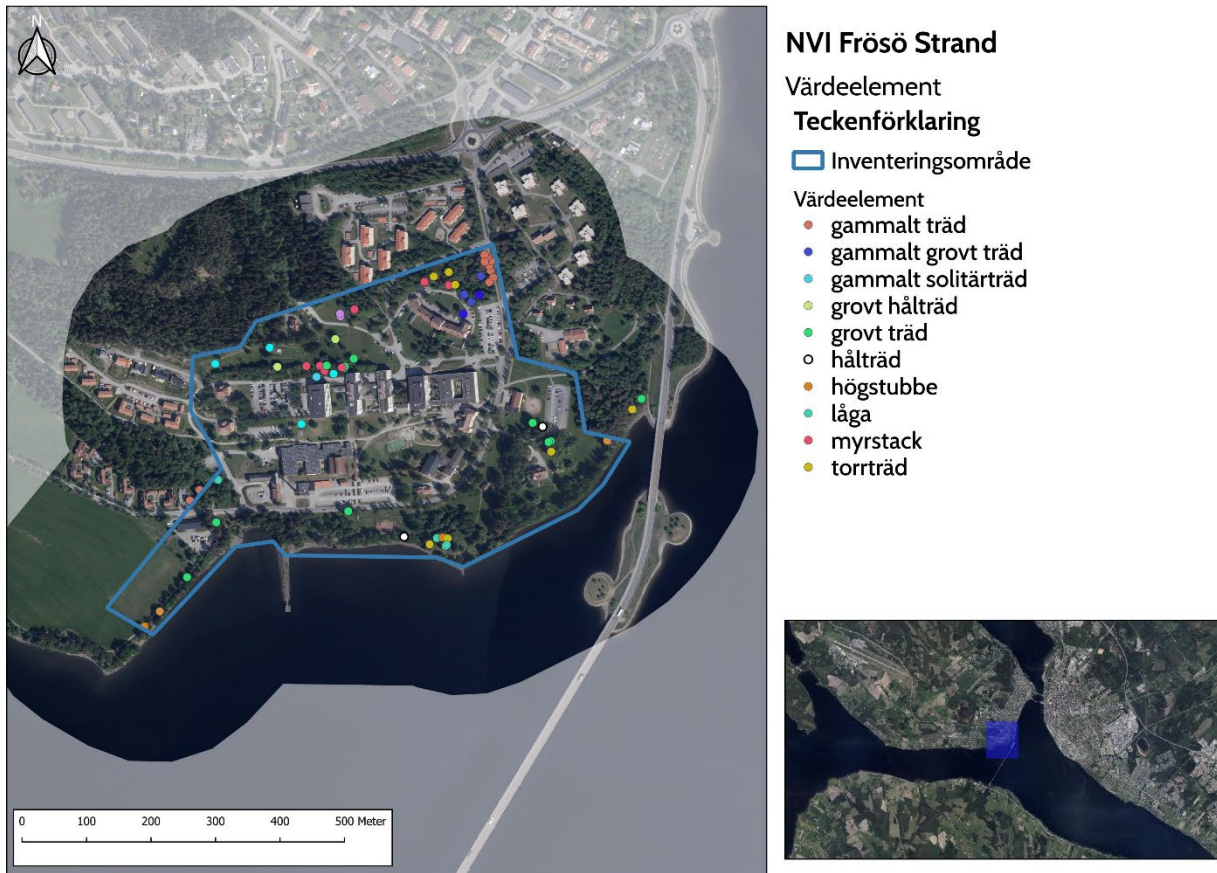 N
NVI Frösö Strand
Värdeelement
Teckenförklaring
Inventeringsområde
Värdeelement
gammalt träd
gammalt grovt träd
gammalt solitärträd
grovt hålträd
grovt träd
hålträd
högstubbe
låga
myrstack
torrträd
0 100 200 300 400 500 Meter